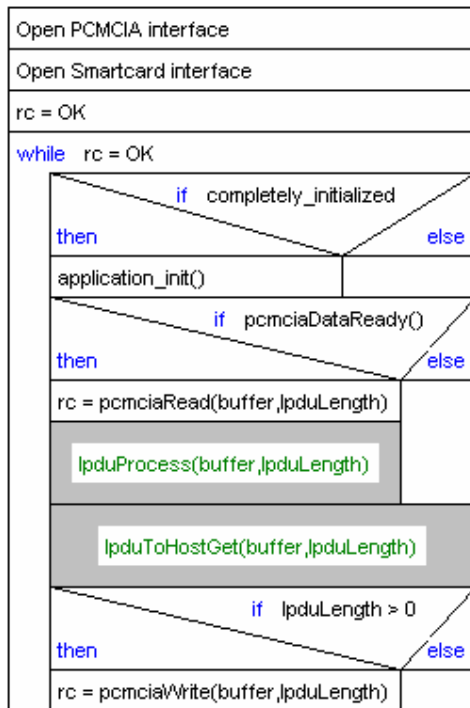 Open PCMCIA interface
Open Smartcard interface
rc = OK
while rc = OK
if completely_initialized
then else
application_init()
if pcmciaDataReady()
then else
rc = pcmciaRead(buffer,lpduLength)
lpduProcess(buffer,lpduLength)
lpduToHostGet(buffer,lpduLength)
if lpduLength > 0
then else
rc = pcmciaWrite(buffer,lpduLength)